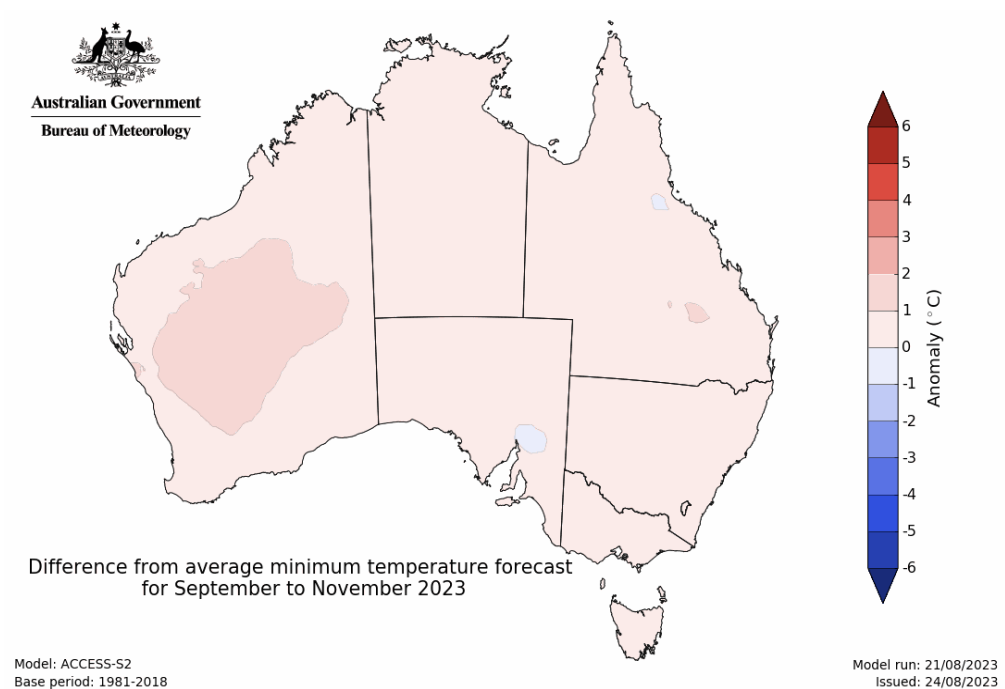 Australian Government
Bureau of Meteorology
6
5
4
3
2
1
0
-1
-2
-3
-4
-5
-6
Anomaly (°C)
Difference from average minimum temperature forecast
for September to November 2023
Model: ACCESS-S2
Base period: 1981-2018
Model run: 21/08/2023
Issued: 24/08/2023